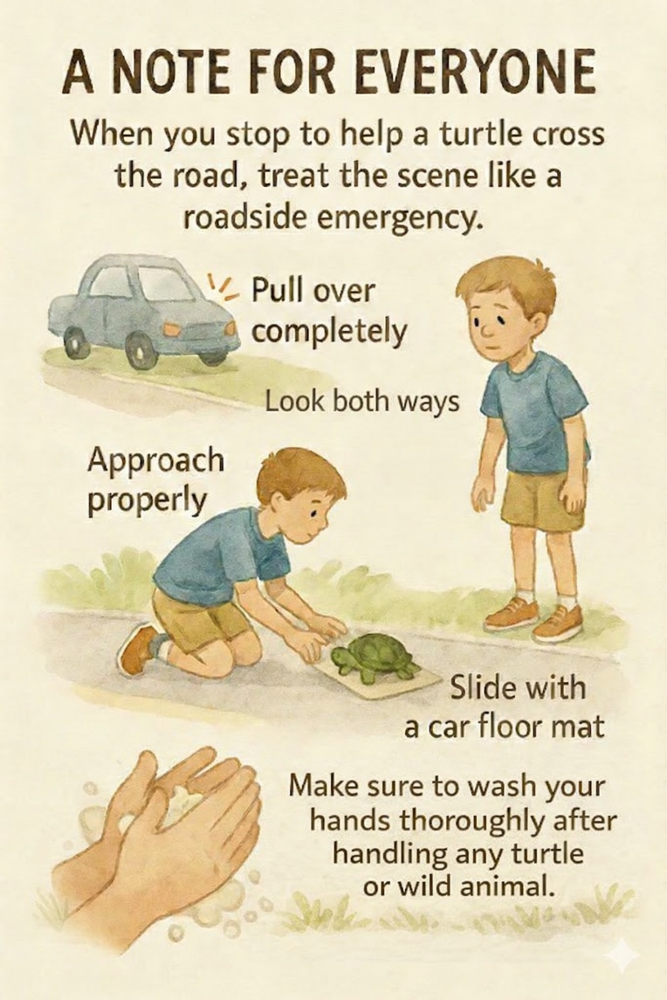 A NOTE FOR EVERYONE
When you stop to help a turtle cross
the road, treat the scene like a
roadside emergency.
Pull over
completely
Look both ways
Approach
properly
Slide with
a car floor mat
Make sure to wash your
hands thoroughly after
handling any turtle
or wild animal.